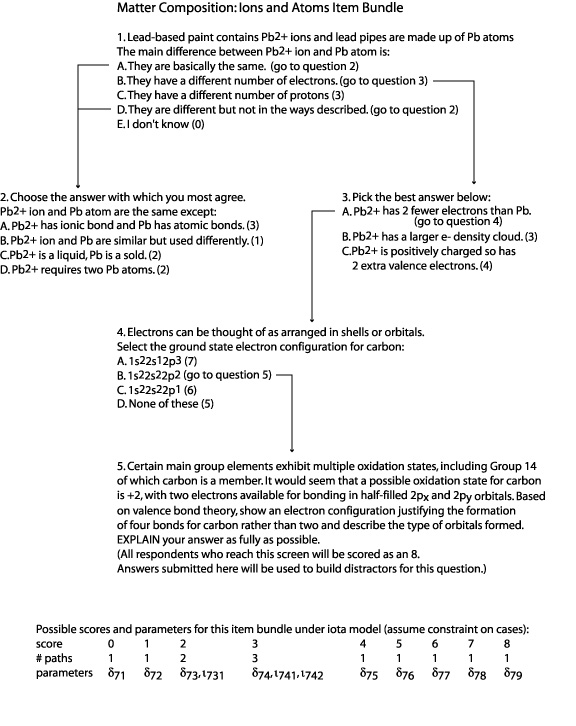 Matter Composition: Ions and Atoms Item Bundle
1. Lead-based paint contains Pb2+ ions and lead pipes are made up of Pb atoms
The main difference between Pb2+ ion and Pb atom is:
A. They are basically the same. (go to question 2)
B. They have a different number of electrons. (go to question 3)
C. They have a different number of protons (3)
D. They are different but not in the ways described. (go to question 2)
E. I don't know (0)
2. Choose the answer with which you most agree.
Pb2+ ion and Pb atom are the same except:
A. Pb2+ has ionic bond and Pb has atomic bonds. (3)
B. Pb2+ ion and Pb are similar but used differently. (1)
C. Pb2+ is a liquid, Pb is a sold. (2)
D. Pb2+ requires two Pb atoms. (2)
3. Pick the best answer below:
A. Pb2+ has 2 fewer electrons than Pb.
(go to question 4)
B. Pb2+ has a larger e- density cloud. (3)
C. Pb2+ is positively charged so has
2 extra valence electrons. (4)
4. Electrons can be thought of as arranged in shells or orbitals.
Select the ground state electron configuration for carbon:
A. 1s22s12p3 (7)
B. 1s22s22p2 (go to question 5)
C. 1s22s22p1 (6)
D. None of these (5)
5. Certain main group elements exhibit multiple oxidation states, including Group 14
of which carbon is a member. It would seem that a possible oxidation state for carbon
is +2, with two electrons available for bonding in half-filled 2px and 2py orbitals. Based
on valence bond theory, show an electron configuration justifying the formation
of four bonds for carbon rather than two and describe the type of orbitals formed.
EXPLAIN your answer as fully as possible.
(All respondents who reach this screen will be scored as an 8.
Answers submitted here will be used to build distractors for this question.)
Possible scores and parameters for this item bundle under iota model (assume constraint on cases):
score 0 1 2 3 4 5 6 7 8
# paths 1 1 2 3 1 1 1 1 1
parameters δ71 δ72 δ73,ι731 δ74,ι741,ι742 δ75 δ76 δ77 δ78 δ79